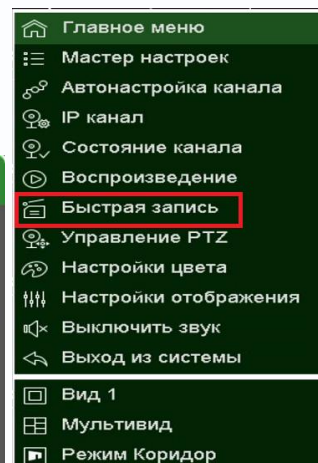 Главное меню
Мастер настроек
Автонастройка канала
IP канал
Состояние канала
Воспроизведение
Быстрая запись
Управление PTZ
Настройки цвета
Настройки отображения
Выключить звук
Выход из системы
Вид 1
Мультивид
Режим Коридор